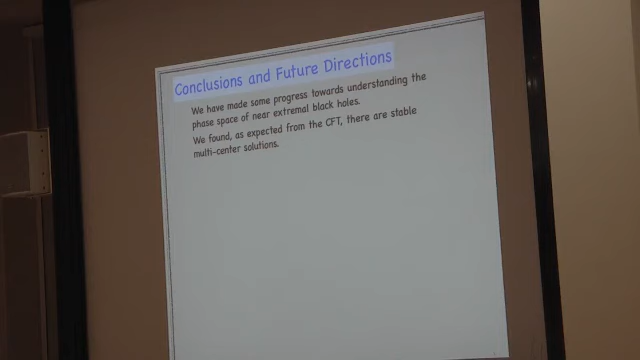 Conclusions and Future Directions
We have made some progress towards understanding the
phase space of near extremal black holes.
We found, as expected from the CFT, there are stable
multi-center solutions.